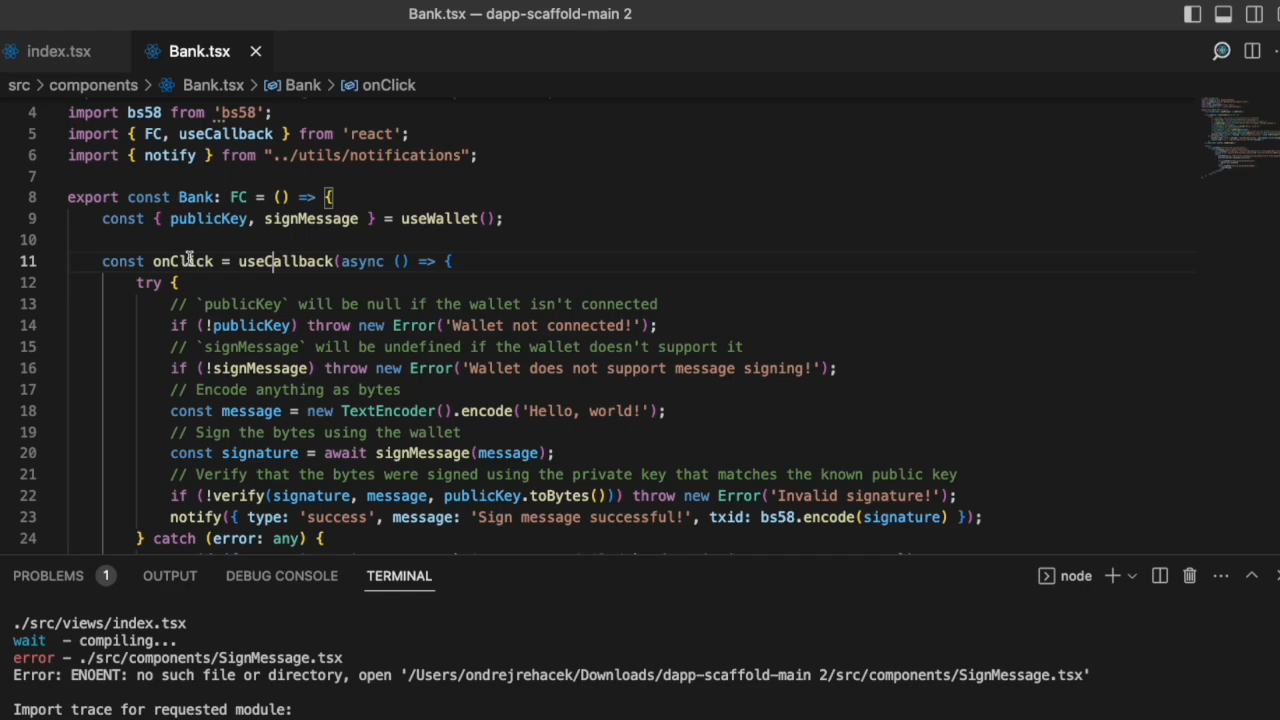 Bank.tsx — dapp-scaffold-main 2
index.tsx Bank.tsx
src > components > Bank.tsx > Bank > onClick
4 import bs58 from 'bs58';
5 import { FC, useCallback } from 'react';
6 import { notify } from "../utils/notifications";
7
8 export const Bank: FC = () => {
9 const { publicKey, signMessage } = useWallet();
10
11 const onClick = useCallback(async () => {
12 try {
13 // `publicKey` will be null if the wallet isn't connected
14 if (!publicKey) throw new Error('Wallet not connected!');
15 // `signMessage` will be undefined if the wallet doesn't support it
16 if (!signMessage) throw new Error('Wallet does not support message signing!');
17 // Encode anything as bytes
18 const message = new TextEncoder().encode('Hello, world!');
19 // Sign the bytes using the wallet
20 const signature = await signMessage(message);
21 // Verify that the bytes were signed using the private key that matches the known public key
22 if (!verify(signature, message, publicKey.toBytes())) throw new Error('Invalid signature!');
23 notify({ type: 'success', message: 'Sign message successful!', txid: bs58.encode(signature) });
24 } catch (error: any) {
PROBLEMS 1 OUTPUT DEBUG CONSOLE TERMINAL node
./src/views/index.tsx
wait - compiling...
error - ./src/components/SignMessage.tsx
Error: ENOENT: no such file or directory, open '/Users/ondrejrehacek/Downloads/dapp-scaffold-main 2/src/components/SignMessage.tsx'
Import trace for requested module: